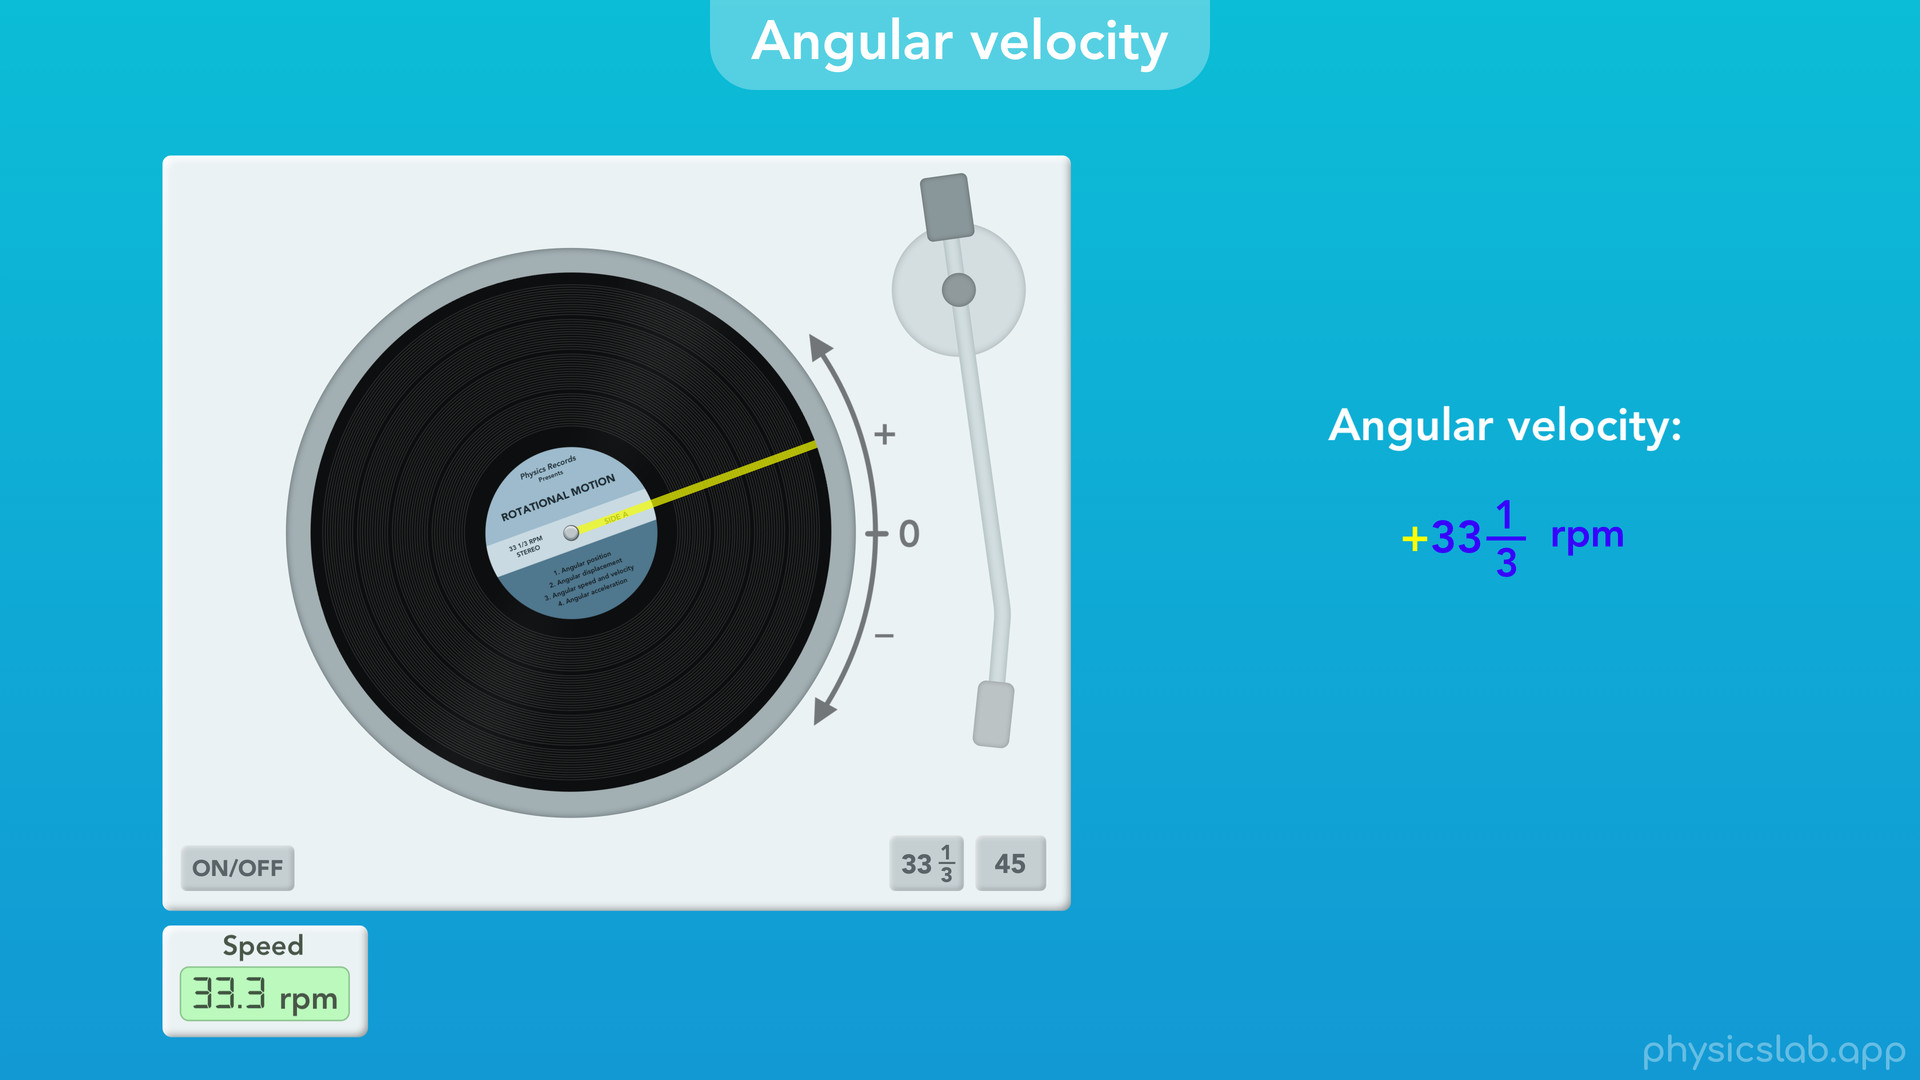 Angular velocity
+
0
−
Physics Records
Presents
ROTATIONAL MOTION
SIDE A
33 1/3 RPM
STEREO
1. Angular position
2. Angular displacement
3. Angular speed and velocity
4. Angular acceleration
ON/OFF
33 1/3
45
Speed
33.3 rpm
Angular velocity:
+33 1/3 rpm
physicslab.app